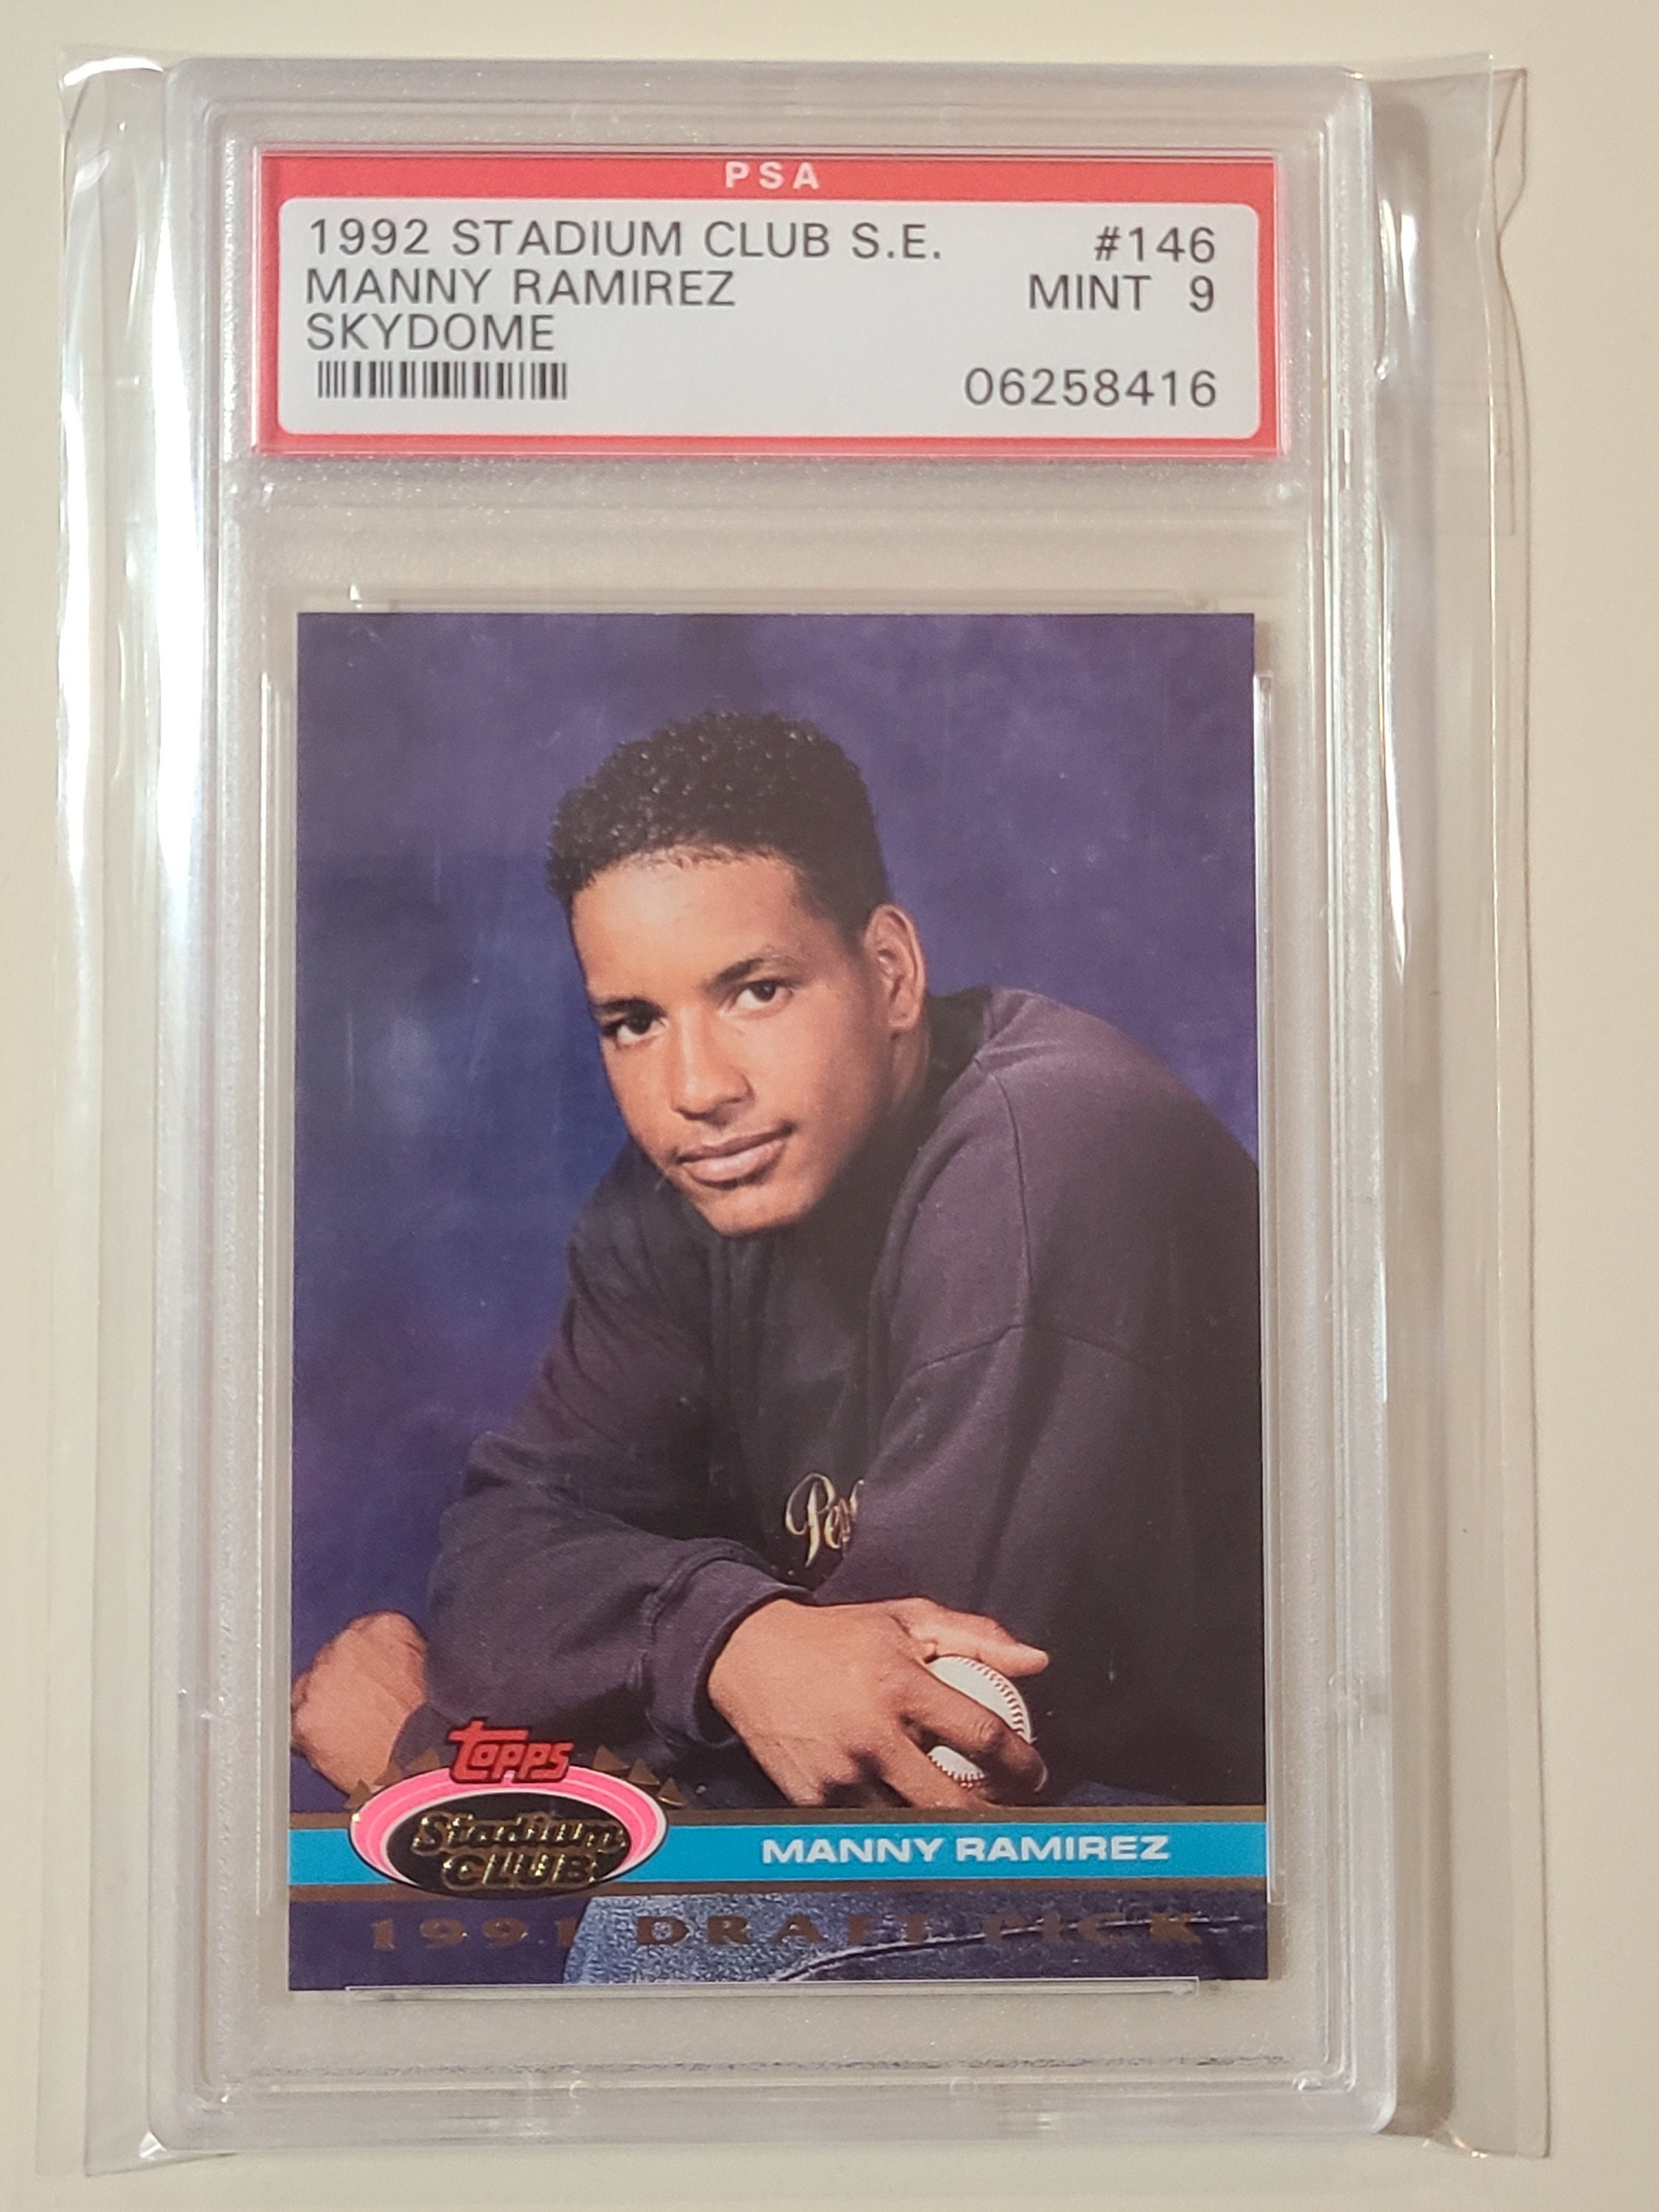 PSA
1992 STADIUM CLUB S.E. #146
MANNY RAMIREZ MINT 9
SKYDOME
06258416
Topps
Stadium
CLUB
MANNY RAMIREZ
1991 DRAFT PICK